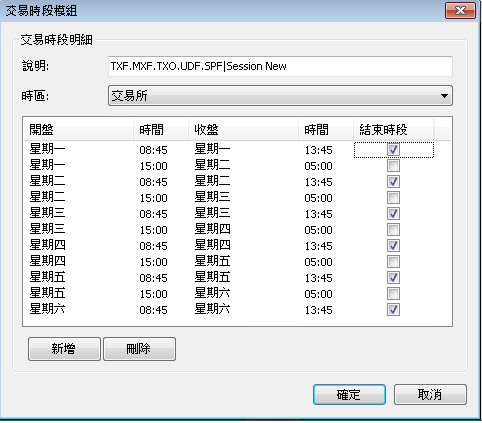 交易時段模組
交易時段明細
說明: TXF.MXF.TXO.UDF.SPF|Session New
時區: 交易所
開盤 時間 收盤 時間 結束時段
星期一 08:45 星期一 13:45
星期一 15:00 星期二 05:00
星期二 08:45 星期二 13:45
星期二 15:00 星期三 05:00
星期三 08:45 星期三 13:45
星期三 15:00 星期四 05:00
星期四 08:45 星期四 13:45
星期四 15:00 星期五 05:00
星期五 08:45 星期五 13:45
星期五 15:00 星期六 05:00
星期六 08:45 星期六 13:45
新增 刪除
確定 取消